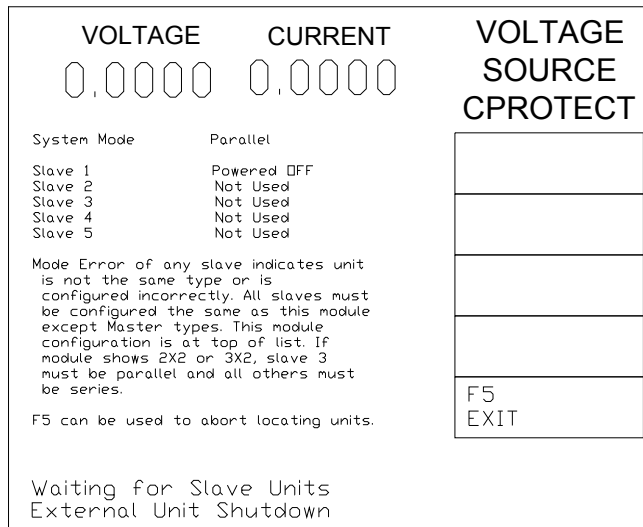 VOLTAGE CURRENT
0.0000 0.0000
VOLTAGE
SOURCE
CPROTECT
System Mode Parallel
Slave 1 Powered OFF
Slave 2 Not Used
Slave 3 Not Used
Slave 4 Not Used
Slave 5 Not Used
Mode Error of any slave indicates unit
is not the same type or is
configured incorrectly. All slaves must
be configured the same as this module
except Master types. This module
configuration is at top of list. If
module shows 2X2 or 3X2, slave 3
must be parallel and all others must
be series.
F5 can be used to abort locating units.
F5
EXIT
Waiting for Slave Units
External Unit Shutdown